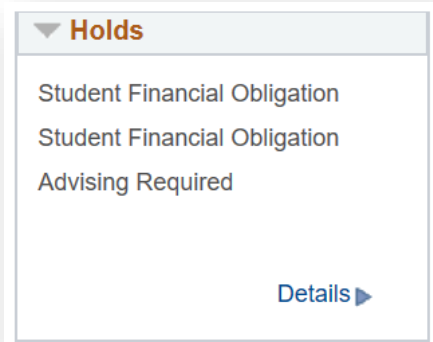 Holds
Student Financial Obligation
Student Financial Obligation
Advising Required
Details